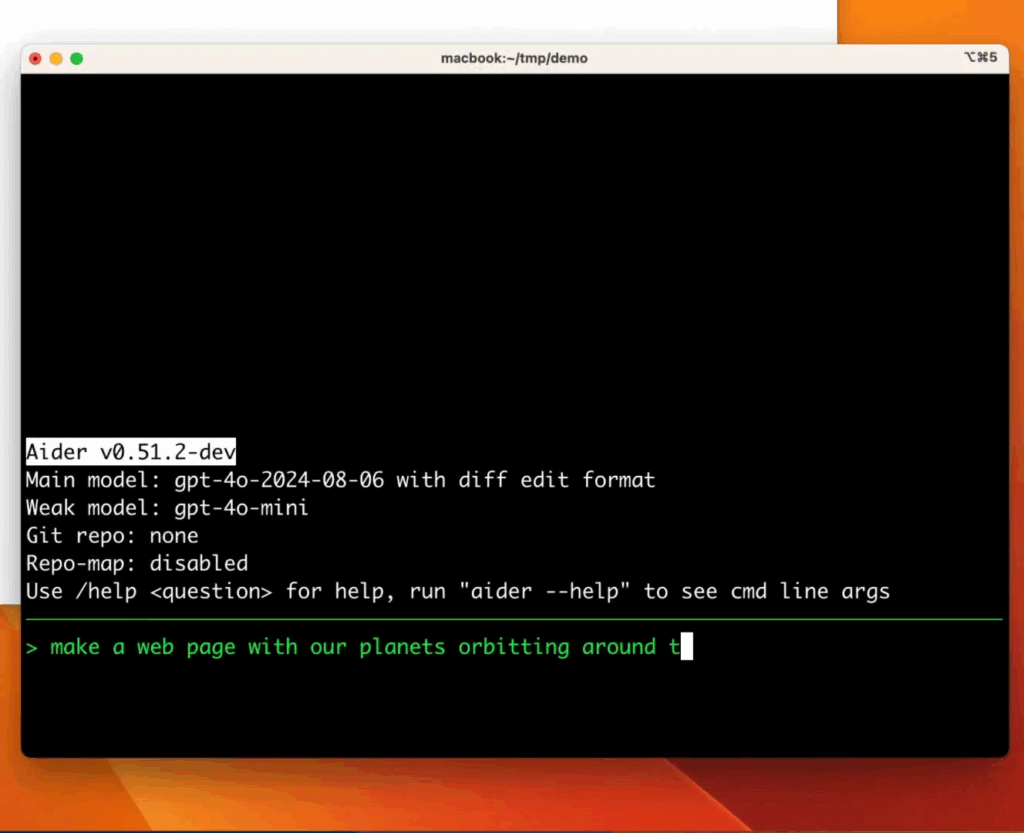 macbook:~/tmp/demo ⌥⌘5
Aider v0.51.2-dev
Main model: gpt-4o-2024-08-06 with diff edit format
Weak model: gpt-4o-mini
Git repo: none
Repo-map: disabled
Use /help <question> for help, run "aider --help" to see cmd line args
> make a web page with our planets orbitting around t